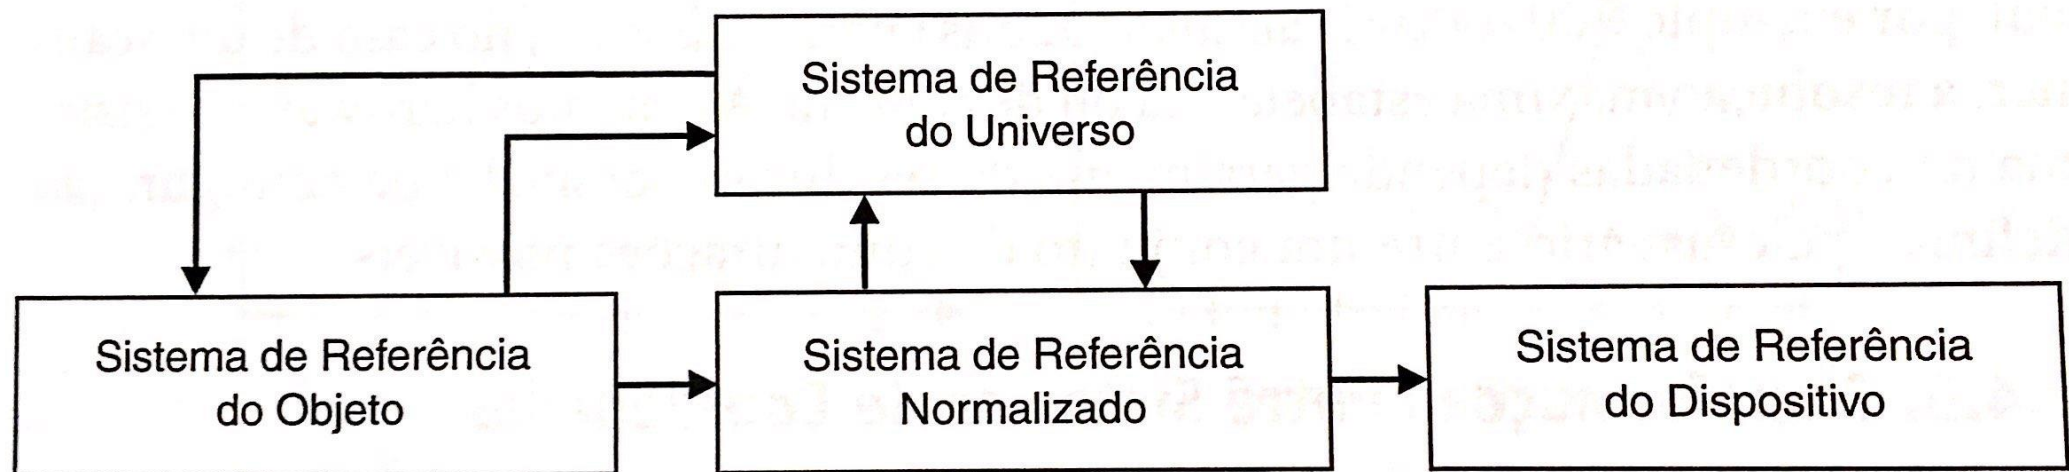 Sistema de Referência
do Universo
Sistema de Referência
do Objeto
Sistema de Referência
Normalizado
Sistema de Referência
do Dispositivo